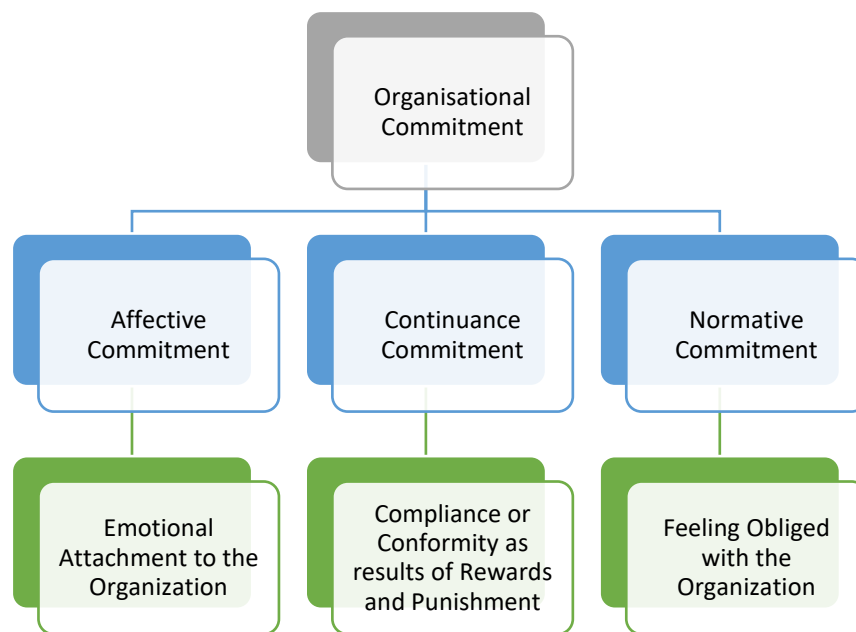 Organisational
Commitment
Affective
Commitment
Continuance
Commitment
Normative
Commitment
Emotional
Attachment to the
Organization
Compliance or
Conformity as
results of Rewards
and Punishment
Feeling Obliged
with the
Organization